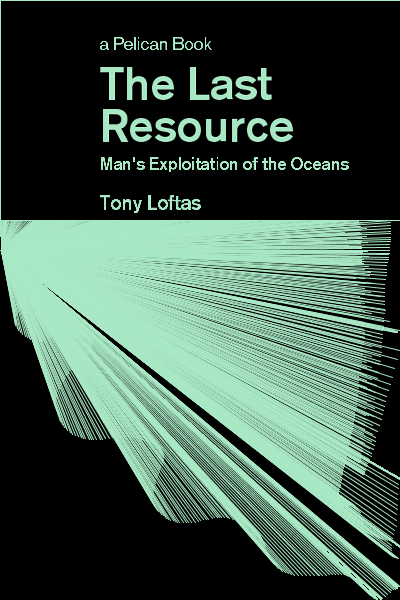 a Pelican Book
The Last
Resource
Man's Exploitation of the Oceans
Tony Loftas